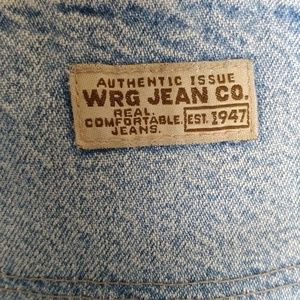 AUTHENTIC ISSUE
WRG JEAN CO.
REAL.
COMFORTABLE.
JEANS.
EST. 1947